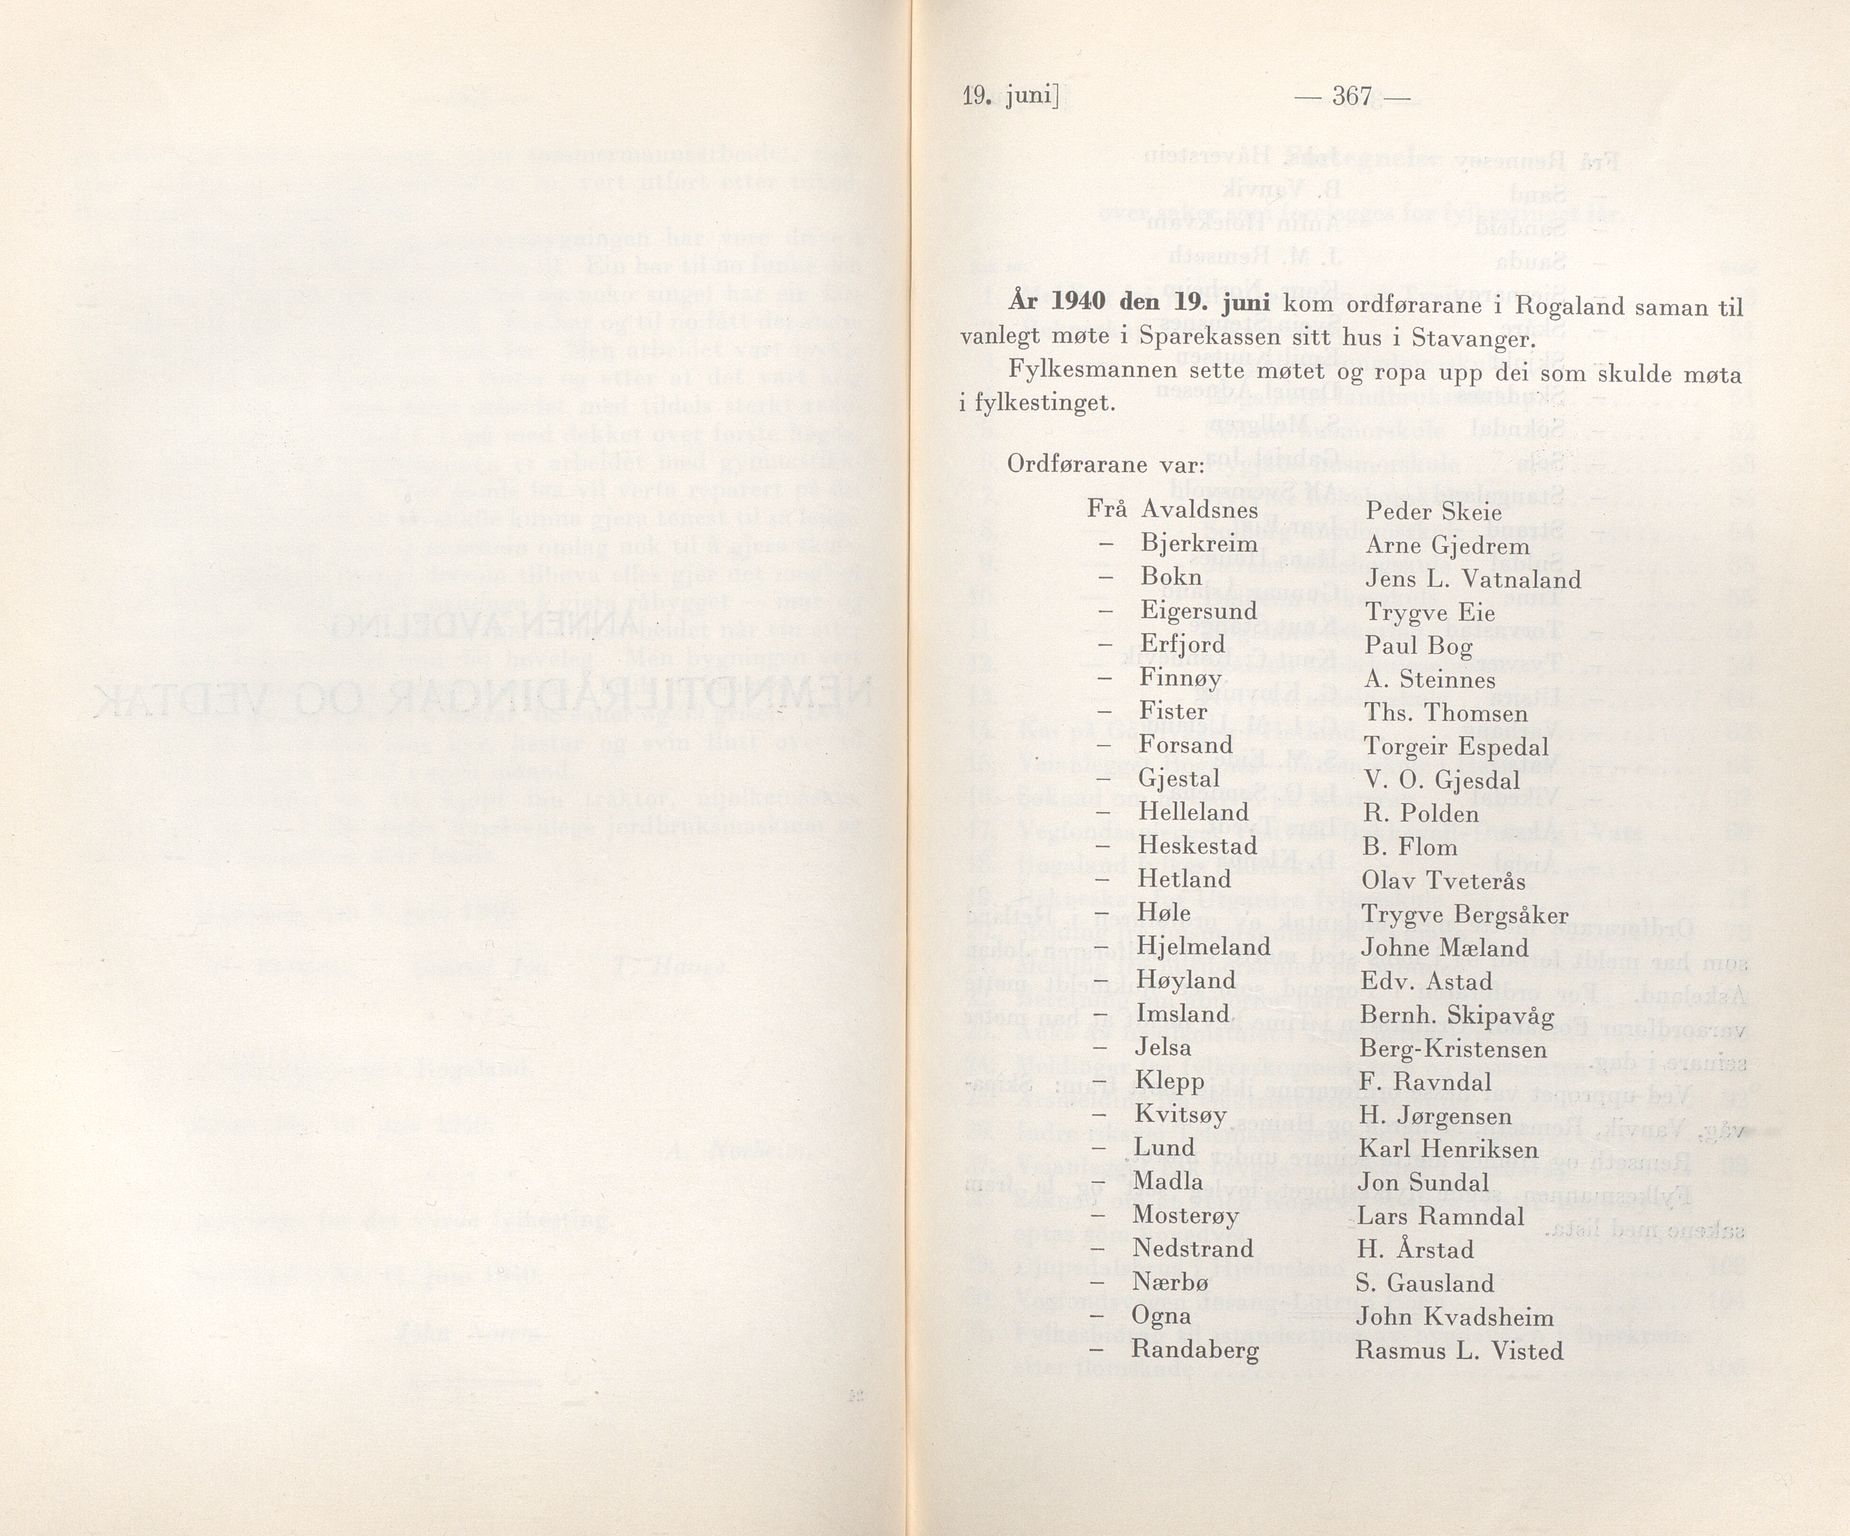 19. juni]
— 367 —
År 1940 den 19. juni kom ordførarane i Rogaland saman til
vanlegt møte i Sparekassen sitt hus i Stavanger.
Fylkesmannen sette møtet og ropa upp dei som skulde møta
i fylkestinget.
Ordførarane var:
Frå Avaldsnes Peder Skeie
– Bjerkreim Arne Gjedrem
– Bokn Jens L. Vatnaland
– Eigersund Trygve Eie
– Erfjord Paul Bog
– Finnøy A. Steinnes
– Fister Ths. Thomsen
– Forsand Torgeir Espedal
– Gjestal V. O. Gjesdal
– Helleland R. Polden
– Heskestad B. Flom
– Hetland Olav Tveterås
– Høle Trygve Bergsåker
– Hjelmeland Johne Mæland
– Høyland Edv. Astad
– Imsland Bernh. Skipavåg
– Jelsa Berg-Kristensen
– Klepp F. Ravndal
– Kvitsøy H. Jørgensen
– Lund Karl Henriksen
– Madla Jon Sundal
– Mosterøy Lars Ramndal
– Nedstrand H. Årstad
– Nærbø S. Gausland
– Ogna John Kvadsheim
– Randaberg Rasmus L. Visted